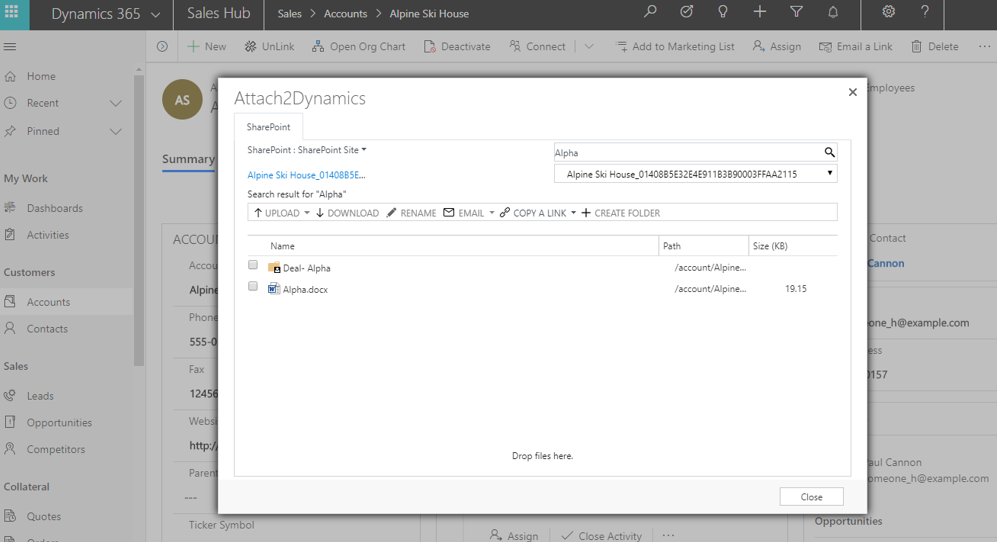 Dynamics 365 Sales Hub Sales > Accounts > Alpine Ski House
New UnLink Open Org Chart Deactivate Connect Add to Marketing List Assign Email a Link Delete ...
Home
Recent
Pinned
My Work
Dashboards
Activities
Customers
Accounts
Contacts
Sales
Leads
Opportunities
Competitors
Collateral
Quotes
AS
Summary
ACCOU
Accou
Alpine
Phone
555-0
Fax
12456
Websi
http:/
Parent
---
Ticker Symbol
Attach2Dynamics
SharePoint
SharePoint : SharePoint Site
Alpha
Alpine Ski House_01408B5E...
Alpine Ski House_01408B5E32E4E911B3B90003FFAA2115
Search result for "Alpha"
UPLOAD DOWNLOAD RENAME EMAIL COPY A LINK CREATE FOLDER
Name Path Size (KB)
Deal- Alpha /account/Alpine...
Alpha.docx /account/Alpine... 19.15
Drop files here.
Close
Assign Close Activity ...
Employees
Contact
Cannon
eone_h@example.com
ess
0157
Paul Cannon
omeone_h@example.com
Opportunities